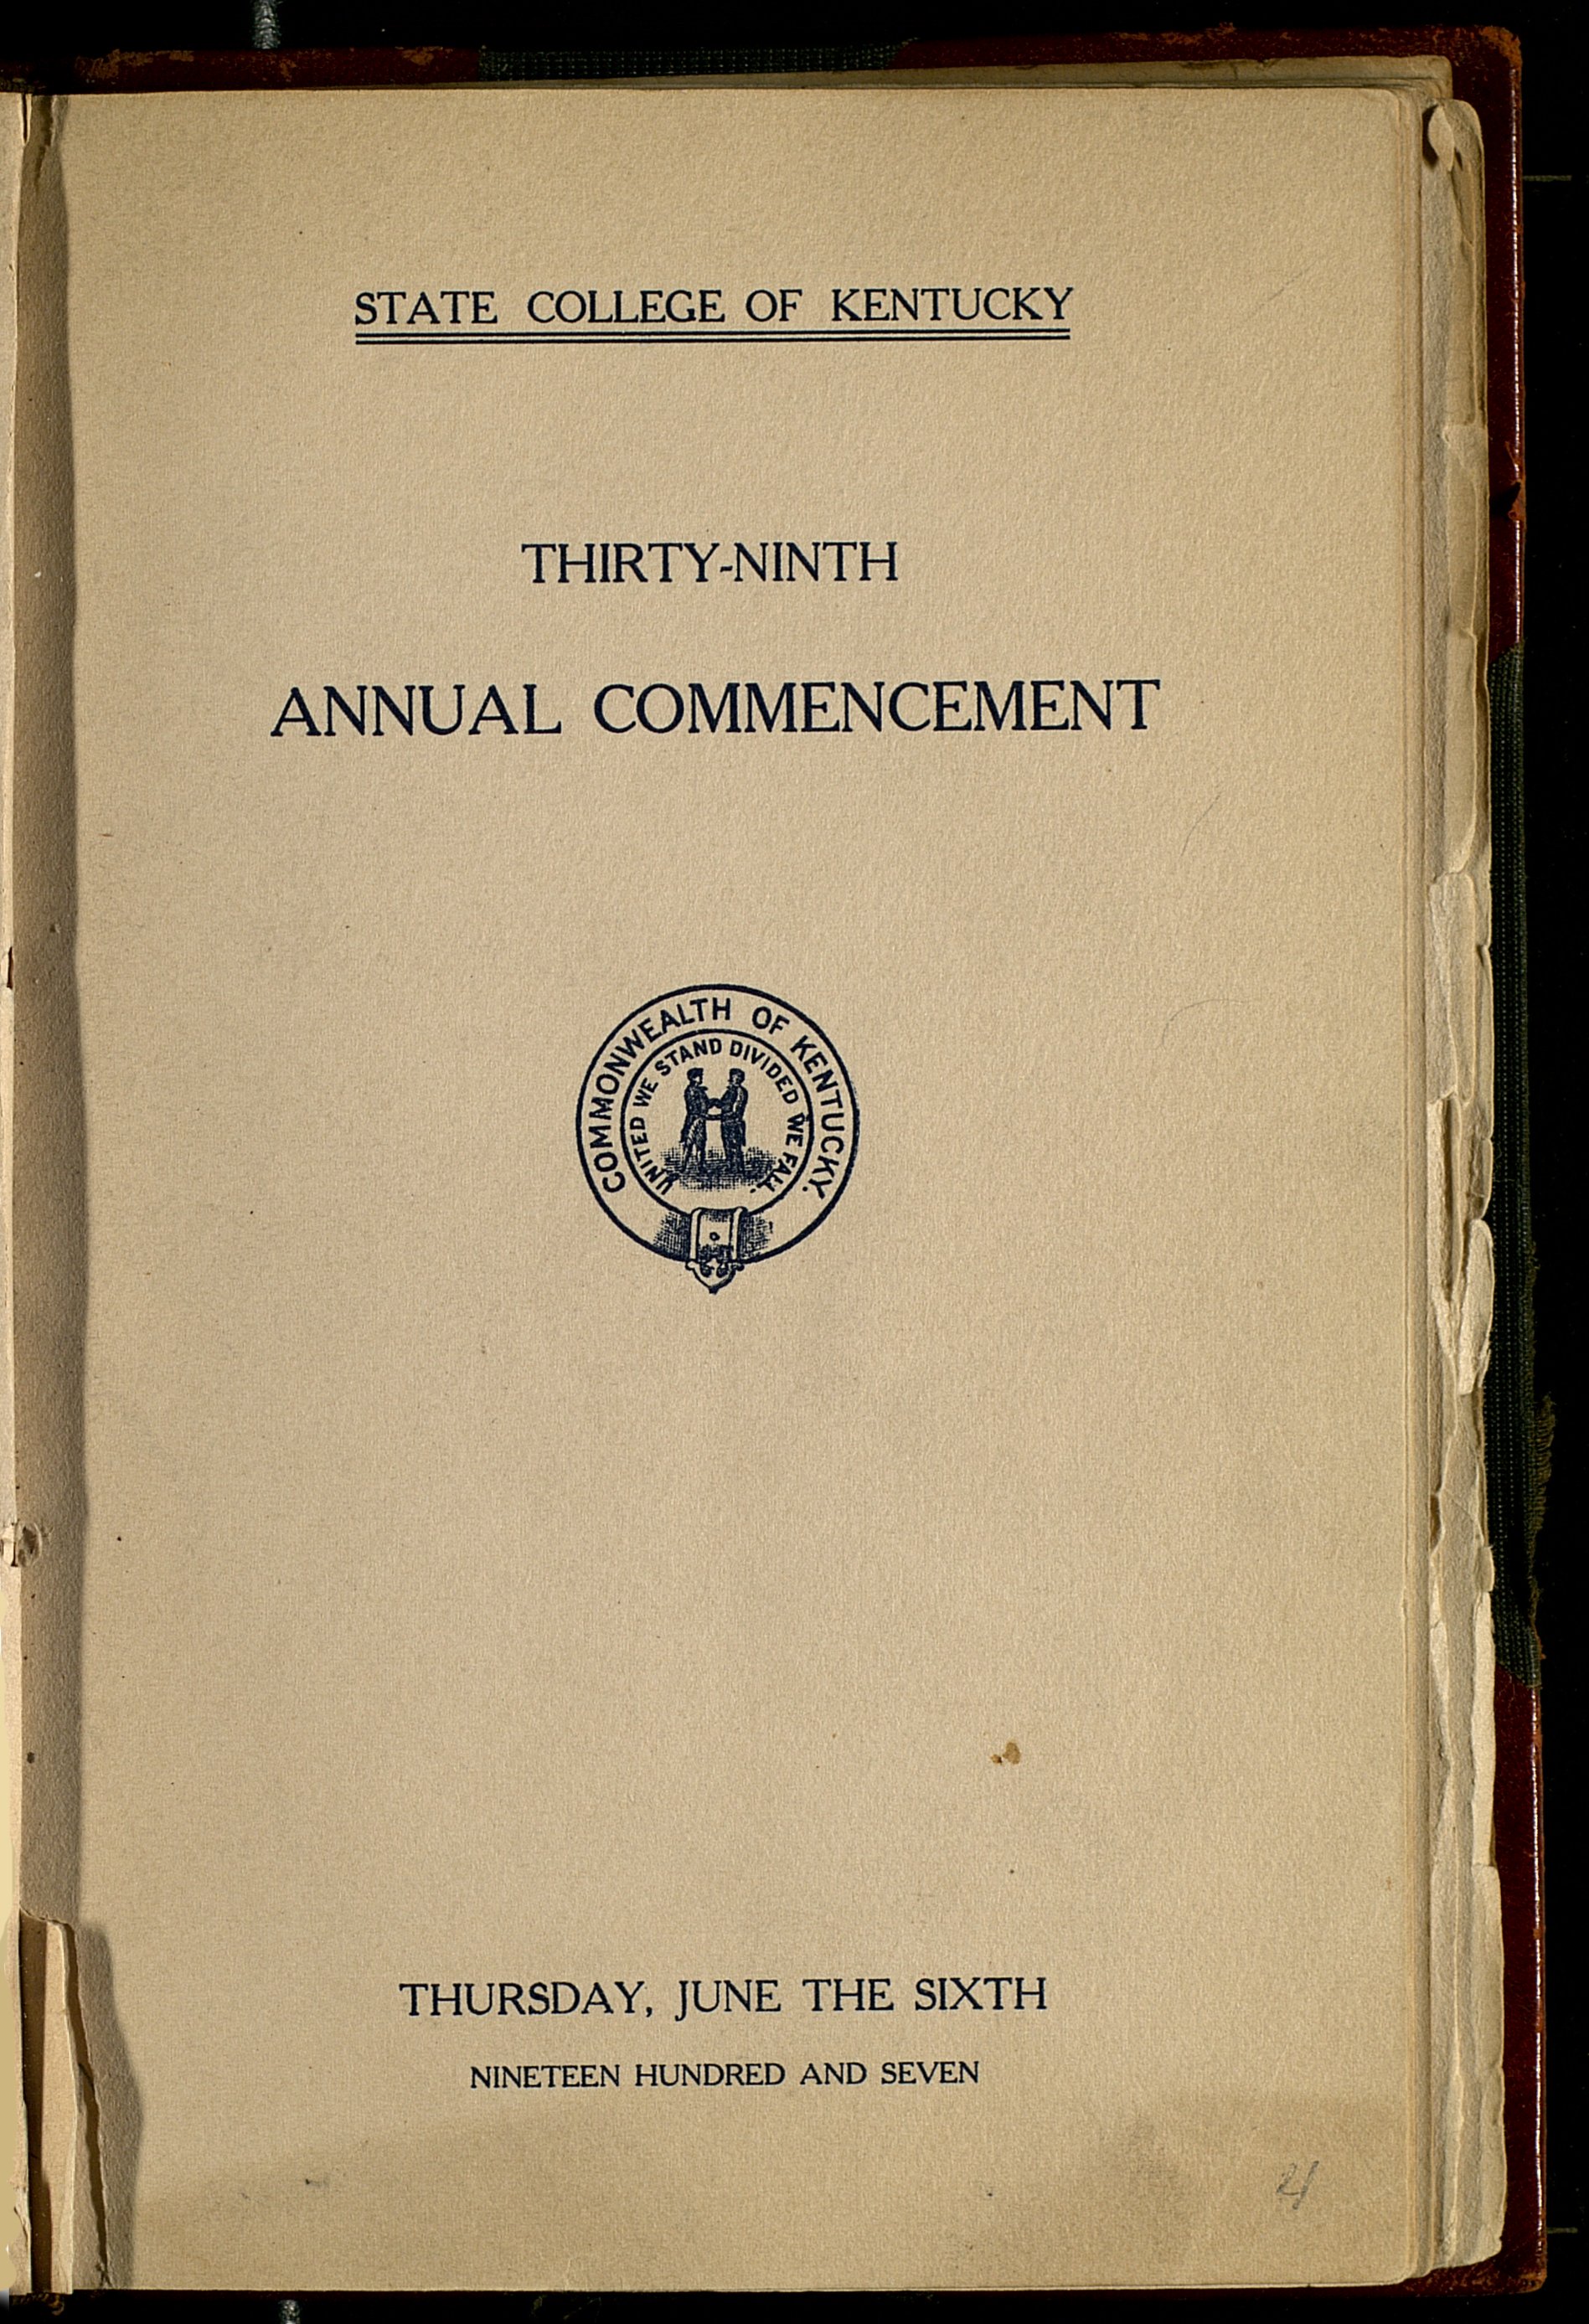 STATE COLLEGE OF KENTUCKY
THIRTY-NINTH
ANNUAL COMMENCEMENT
COMMONWEALTH OF KENTUCKY.
UNITED WE STAND DIVIDED WE FALL.
THURSDAY, JUNE THE SIXTH
NINETEEN HUNDRED AND SEVEN